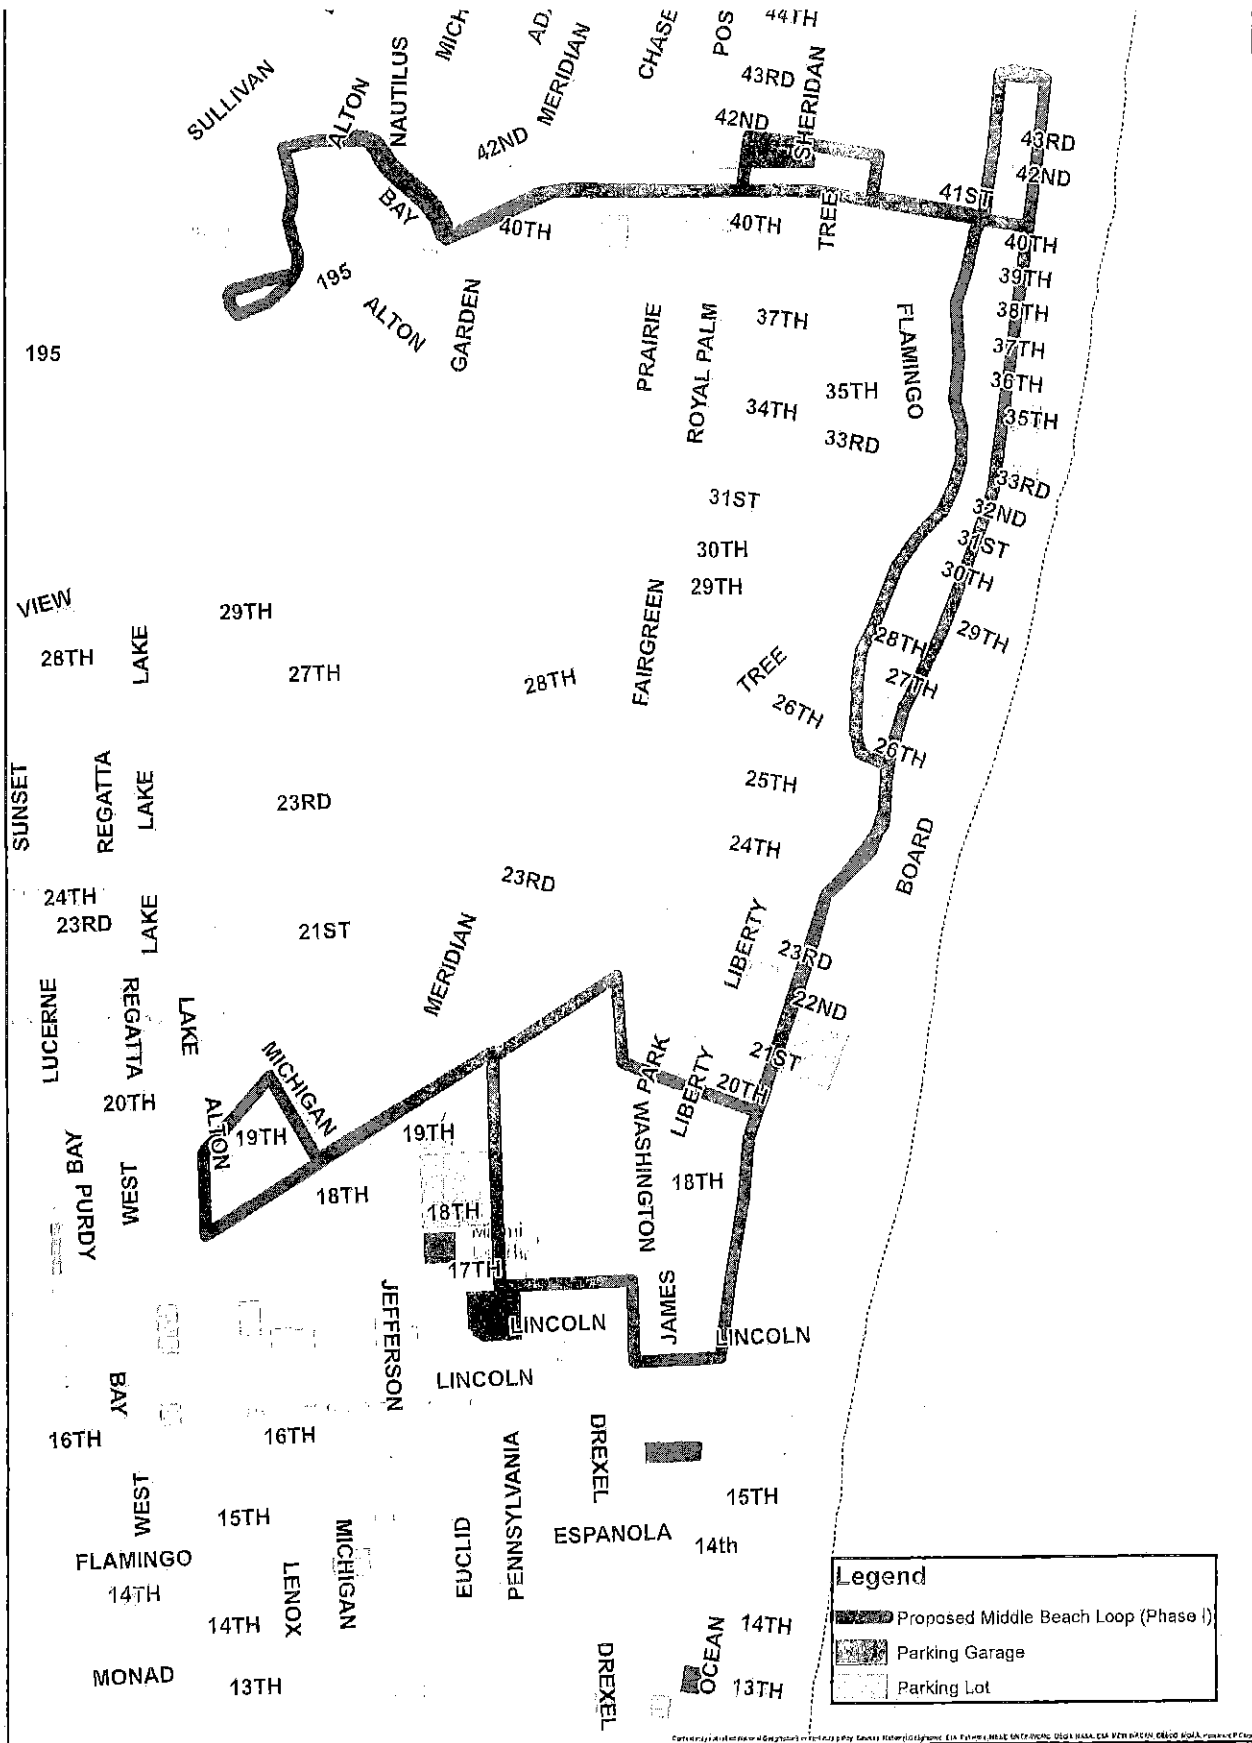 44TH
SULLIVAN
ALTON
NAUTILUS
MERIDIAN
CHASE
POS
43RD
SHERIDAN
42ND
42ND
43RD
42ND
BAY
40TH
40TH
TREE
41ST
40TH
195
ALTON
GARDEN
39TH
38TH
PRAIRIE
ROYAL PALM
37TH
FLAMINGO
37TH
195
36TH
35TH
34TH
35TH
33RD
33RD
31ST
32ND
31ST
30TH
30TH
29TH
VIEW
29TH
FAIRGREEN
28TH
29TH
28TH
LAKE
27TH
28TH
TREE
27TH
26TH
26TH
SUNSET
REGATTA
LAKE
23RD
25TH
24TH
BOARD
24TH
23RD
LAKE
21ST
23RD
MERIDIAN
LIBERTY
23RD
22ND
LUCERNE
REGATTA
LAKE
MICHIGAN
PARK
LIBERTY
21ST
20TH
20TH
ALTON
19TH
19TH
WASHINGTON
BAY
PURDY
WEST
18TH
18TH
18TH
17TH
JEFFERSON
JAMES
LINCOLN
LINCOLN
LINCOLN
BAY
16TH
16TH
DREXEL
WEST
15TH
15TH
PENNSYLVANIA
EUCLID
MICHIGAN
ESPANOLA
14th
FLAMINGO
14TH
LENOX
14TH
14TH
MONAD
13TH
DREXEL
OCEAN
13TH
Legend
Proposed Middle Beach Loop (Phase I)
Parking Garage
Parking Lot